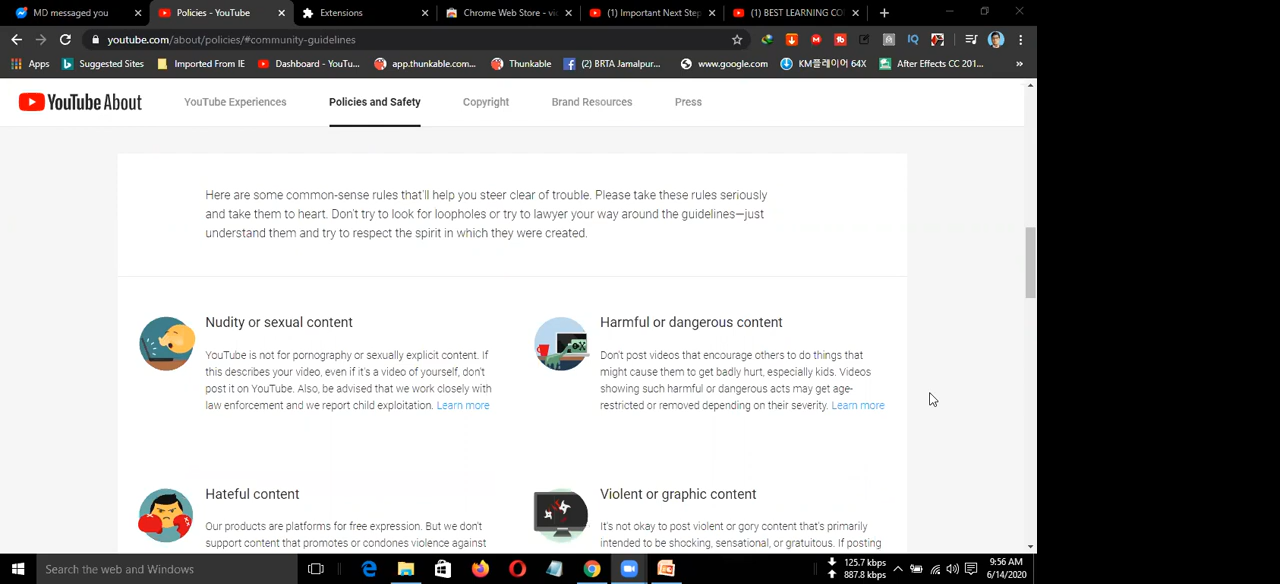 MD messaged you
Policies - YouTube
Extensions
Chrome Web Store - vi
(1) Important Next Step
(1) BEST LEARNING CO
youtube.com/about/policies/#community-guidelines
Apps
Suggested Sites
Imported From IE
Dashboard - YouTu...
app.thunkable.com...
Thunkable
(2) BRTA Jamalpur...
www.google.com
KM플레이어 64X
After Effects CC 201...
YouTube About
YouTube Experiences
Policies and Safety
Copyright
Brand Resources
Press
Here are some common-sense rules that'll help you steer clear of trouble. Please take these rules seriously
and take them to heart. Don't try to look for loopholes or try to lawyer your way around the guidelines—just
understand them and try to respect the spirit in which they were created.
Nudity or sexual content
YouTube is not for pornography or sexually explicit content. If
this describes your video, even if it's a video of yourself, don't
post it on YouTube. Also, be advised that we work closely with
law enforcement and we report child exploitation. Learn more
Harmful or dangerous content
Don't post videos that encourage others to do things that
might cause them to get badly hurt, especially kids. Videos
showing such harmful or dangerous acts may get age-
restricted or removed depending on their severity. Learn more
Hateful content
Our products are platforms for free expression. But we don't
support content that promotes or condones violence against
Violent or graphic content
It's not okay to post violent or gory content that's primarily
intended to be shocking, sensational, or gratuitous. If posting
Search the web and Windows
125.7 kbps
887.8 kbps
9:56 AM
6/14/2020